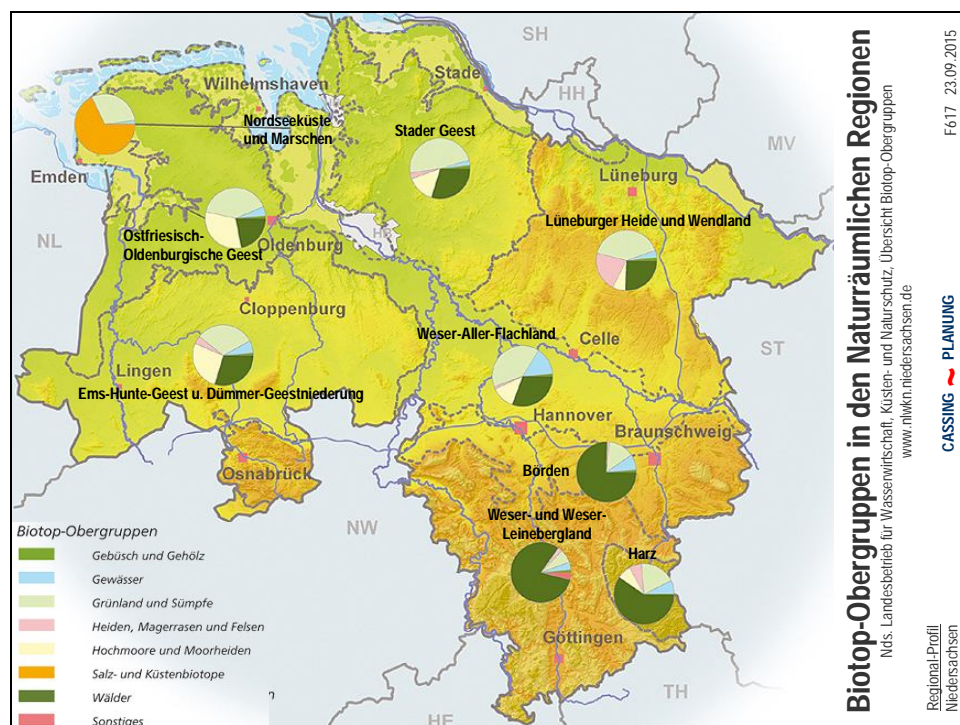 SH
Wilhelmshaven
Stade
HH
Nordseeküste
und Marschen
Stader Geest
MV
Emden
Lüneburg
NL
Ostfriesisch-
Oldenburgische Geest
Oldenburg
HB
Lüneburger Heide und Wendland
Cloppenburg
Weser-Aller-Flachland
Celle
ST
Lingen
Ems-Hunte-Geest u. Dümmer-Geestniederung
Hannover
Braunschweig
Osnabrück
Börden
NW
Weser- und Weser-
Leinebergland
Harz
Göttingen
TH
HE
Biotop-Obergruppen
Gebüsch und Gehölz
Gewässer
Grünland und Sümpfe
Heiden, Magerrasen und Felsen
Hochmoore und Moorheiden
Salz- und Küstenbiotope
Wälder
Sonstiges
Biotop-Obergruppen in den Naturräumlichen Regionen
Nds. Landesbetrieb für Wasserwirtschaft, Küsten- und Naturschutz, Übersicht Biotop-Obergruppen
www.nlwkn.niedersachsen.de
Regional-Profil
Niedersachsen
CASSING ~ PLANUNG
F617 23.09.2015